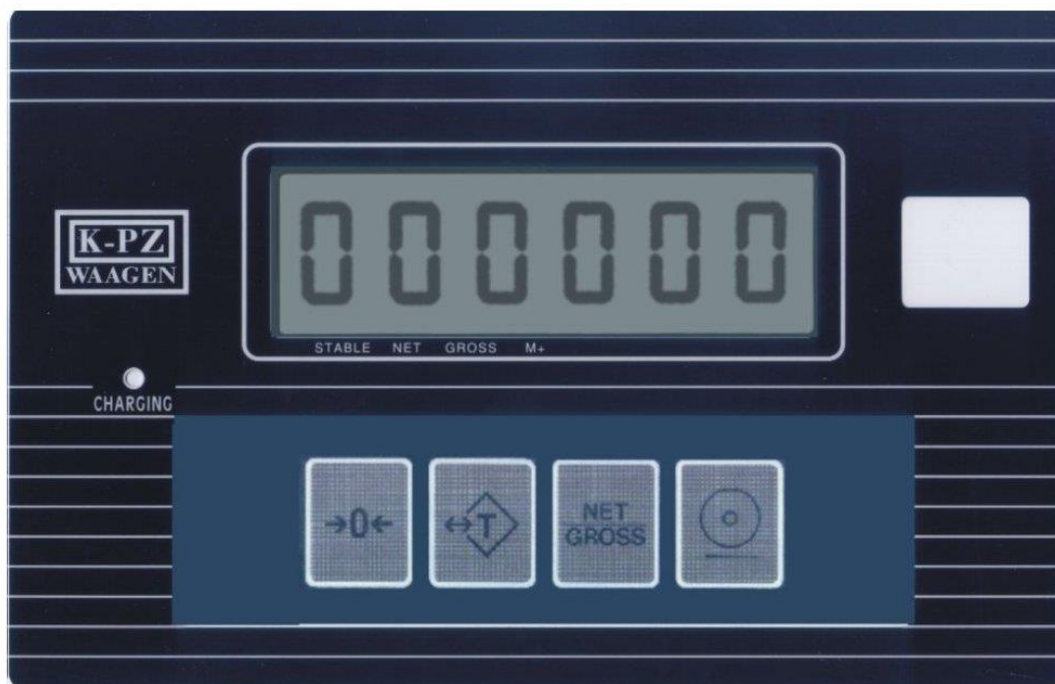 000000
K-PZ
WAAGEN
STABLE NET GROSS M+
CHARGING
→0← ↔T NET
GROSS